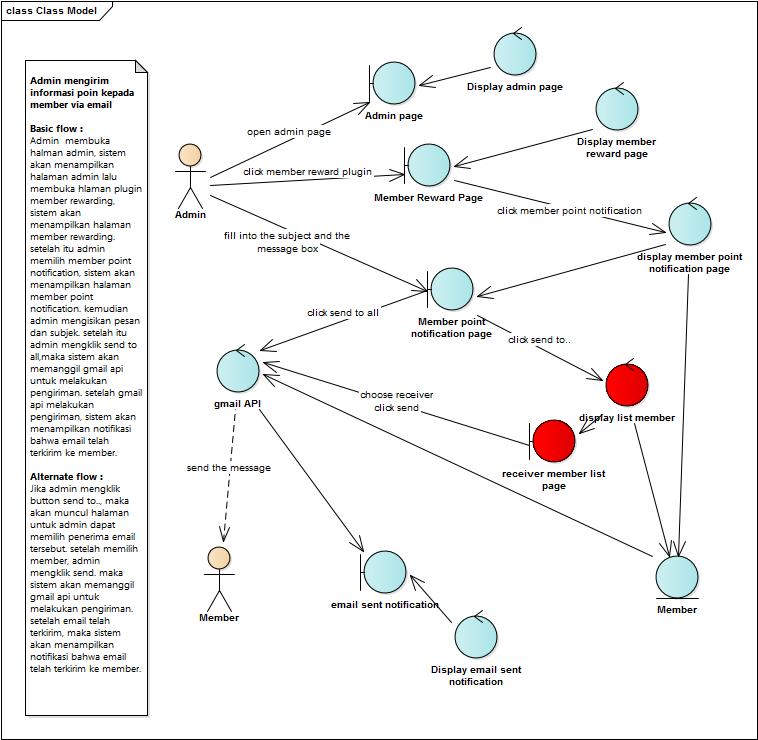 class Class Model
Admin mengirim
informasi poin kepada
member via email
Basic flow :
Admin membuka
halman admin, sistem
akan menampilkan
halaman admin lalu
membuka hlaman plugin
member rewarding,
sistem akan
menampilkan halaman
member rewarding.
setelah itu admin
memilih member point
notification, sistem akan
menampilkan halaman
member point
notification. kemudian
admin mengisikan pesan
dan subjek. setelah itu
admin mengklik send to
all,maka sistem akan
memanggil gmail api
untuk melakukan
pengiriman. setelah gmail
api melakukan
pengiriman, sistem akan
menampilkan notifikasi
bahwa email telah
terkirim ke member.
Alternate flow :
Jika admin mengklik
button send to.., maka
akan muncul halaman
untuk admin dapat
memilih penerima email
tersebut. setelah memilih
member, admin
mengklik send. maka
sistem akan memanggil
gmail api untuk
melakukan pengiriman.
setelah email telah
terkirim, maka sistem
akan menampilkan
notifikasi bahwa email
telah terkirim ke member.
Display admin page
Admin page
open admin page
Display member
reward page
click member reward plugin
Member Reward Page
Admin
click member point notification
fill into the subject and the
message box
display member point
notification page
click send to all
Member point
notification page
click send to..
gmail API
choose receiver
click send
display list member
receiver member list
page
send the message
Member
email sent notification
Member
Display email sent
notification